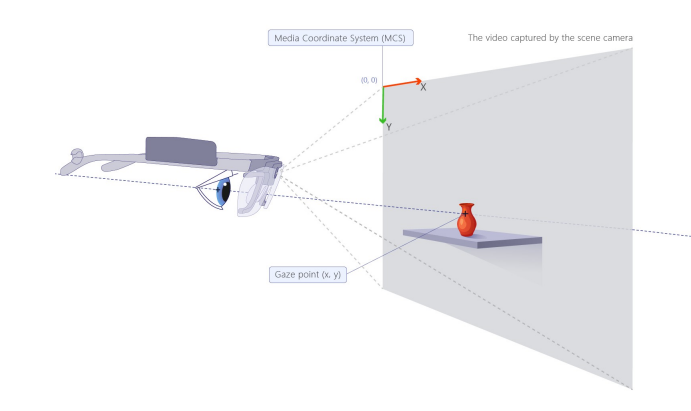 The video captured by the scene camera
Media Coordinate System (MCS)
(0, 0)
X
Y
Gaze point (x, y)